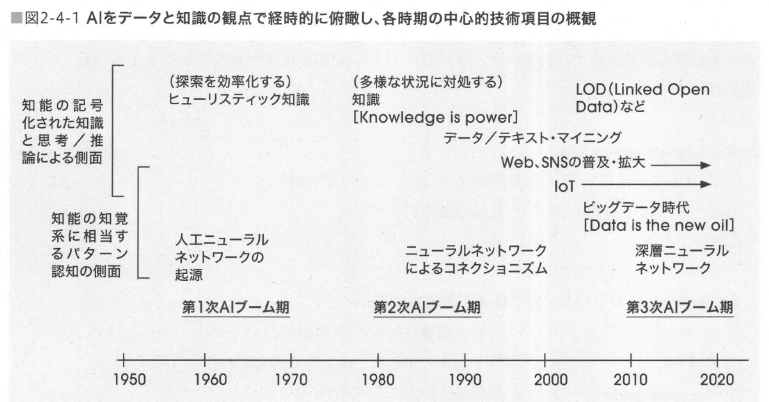 ■図2-4-1 AIをデータと知識の観点で経時的に俯瞰し、各時期の中心的技術項目の概観
知能の記号
化された知識
と思考／推
論による側面
(探索を効率化する)
ヒューリスティック知識
(多様な状況に対処する)
知識
[Knowledge is power]
LOD(Linked Open
Data)など
データ／テキスト・マイニング
Web、SNSの普及・拡大
IoT
知能の知覚
系に相当す
るパターン
認知の側面
ビッグデータ時代
[Data is the new oil]
人工ニューラル
ネットワークの
起源
ニューラルネットワーク
によるコネクショニズム
深層ニューラル
ネットワーク
第1次AIブーム期
第2次AIブーム期
第3次AIブーム期
1950 1960 1970 1980 1990 2000 2010 2020